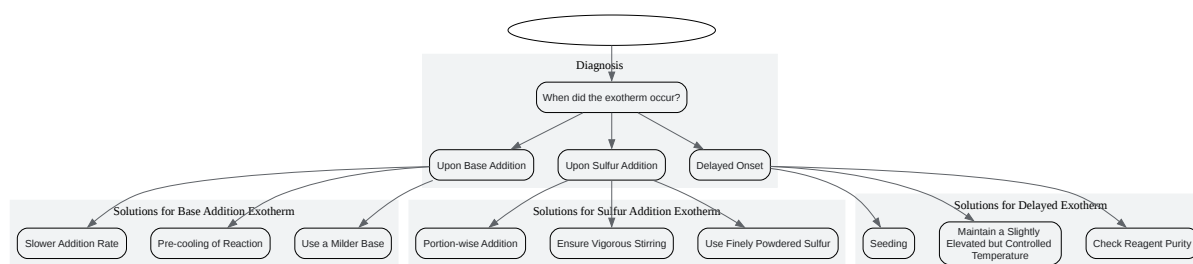 Diagnosis
When did the exotherm occur?
Upon Base Addition
Upon Sulfur Addition
Delayed Onset
Solutions for Base Addition Exotherm
Slower Addition Rate
Pre-cooling of Reaction
Use a Milder Base
Solutions for Sulfur Addition Exotherm
Portion-wise Addition
Ensure Vigorous Stirring
Use Finely Powdered Sulfur
Solutions for Delayed Exotherm
Seeding
Maintain a Slightly
Elevated but Controlled
Temperature
Check Reagent Purity